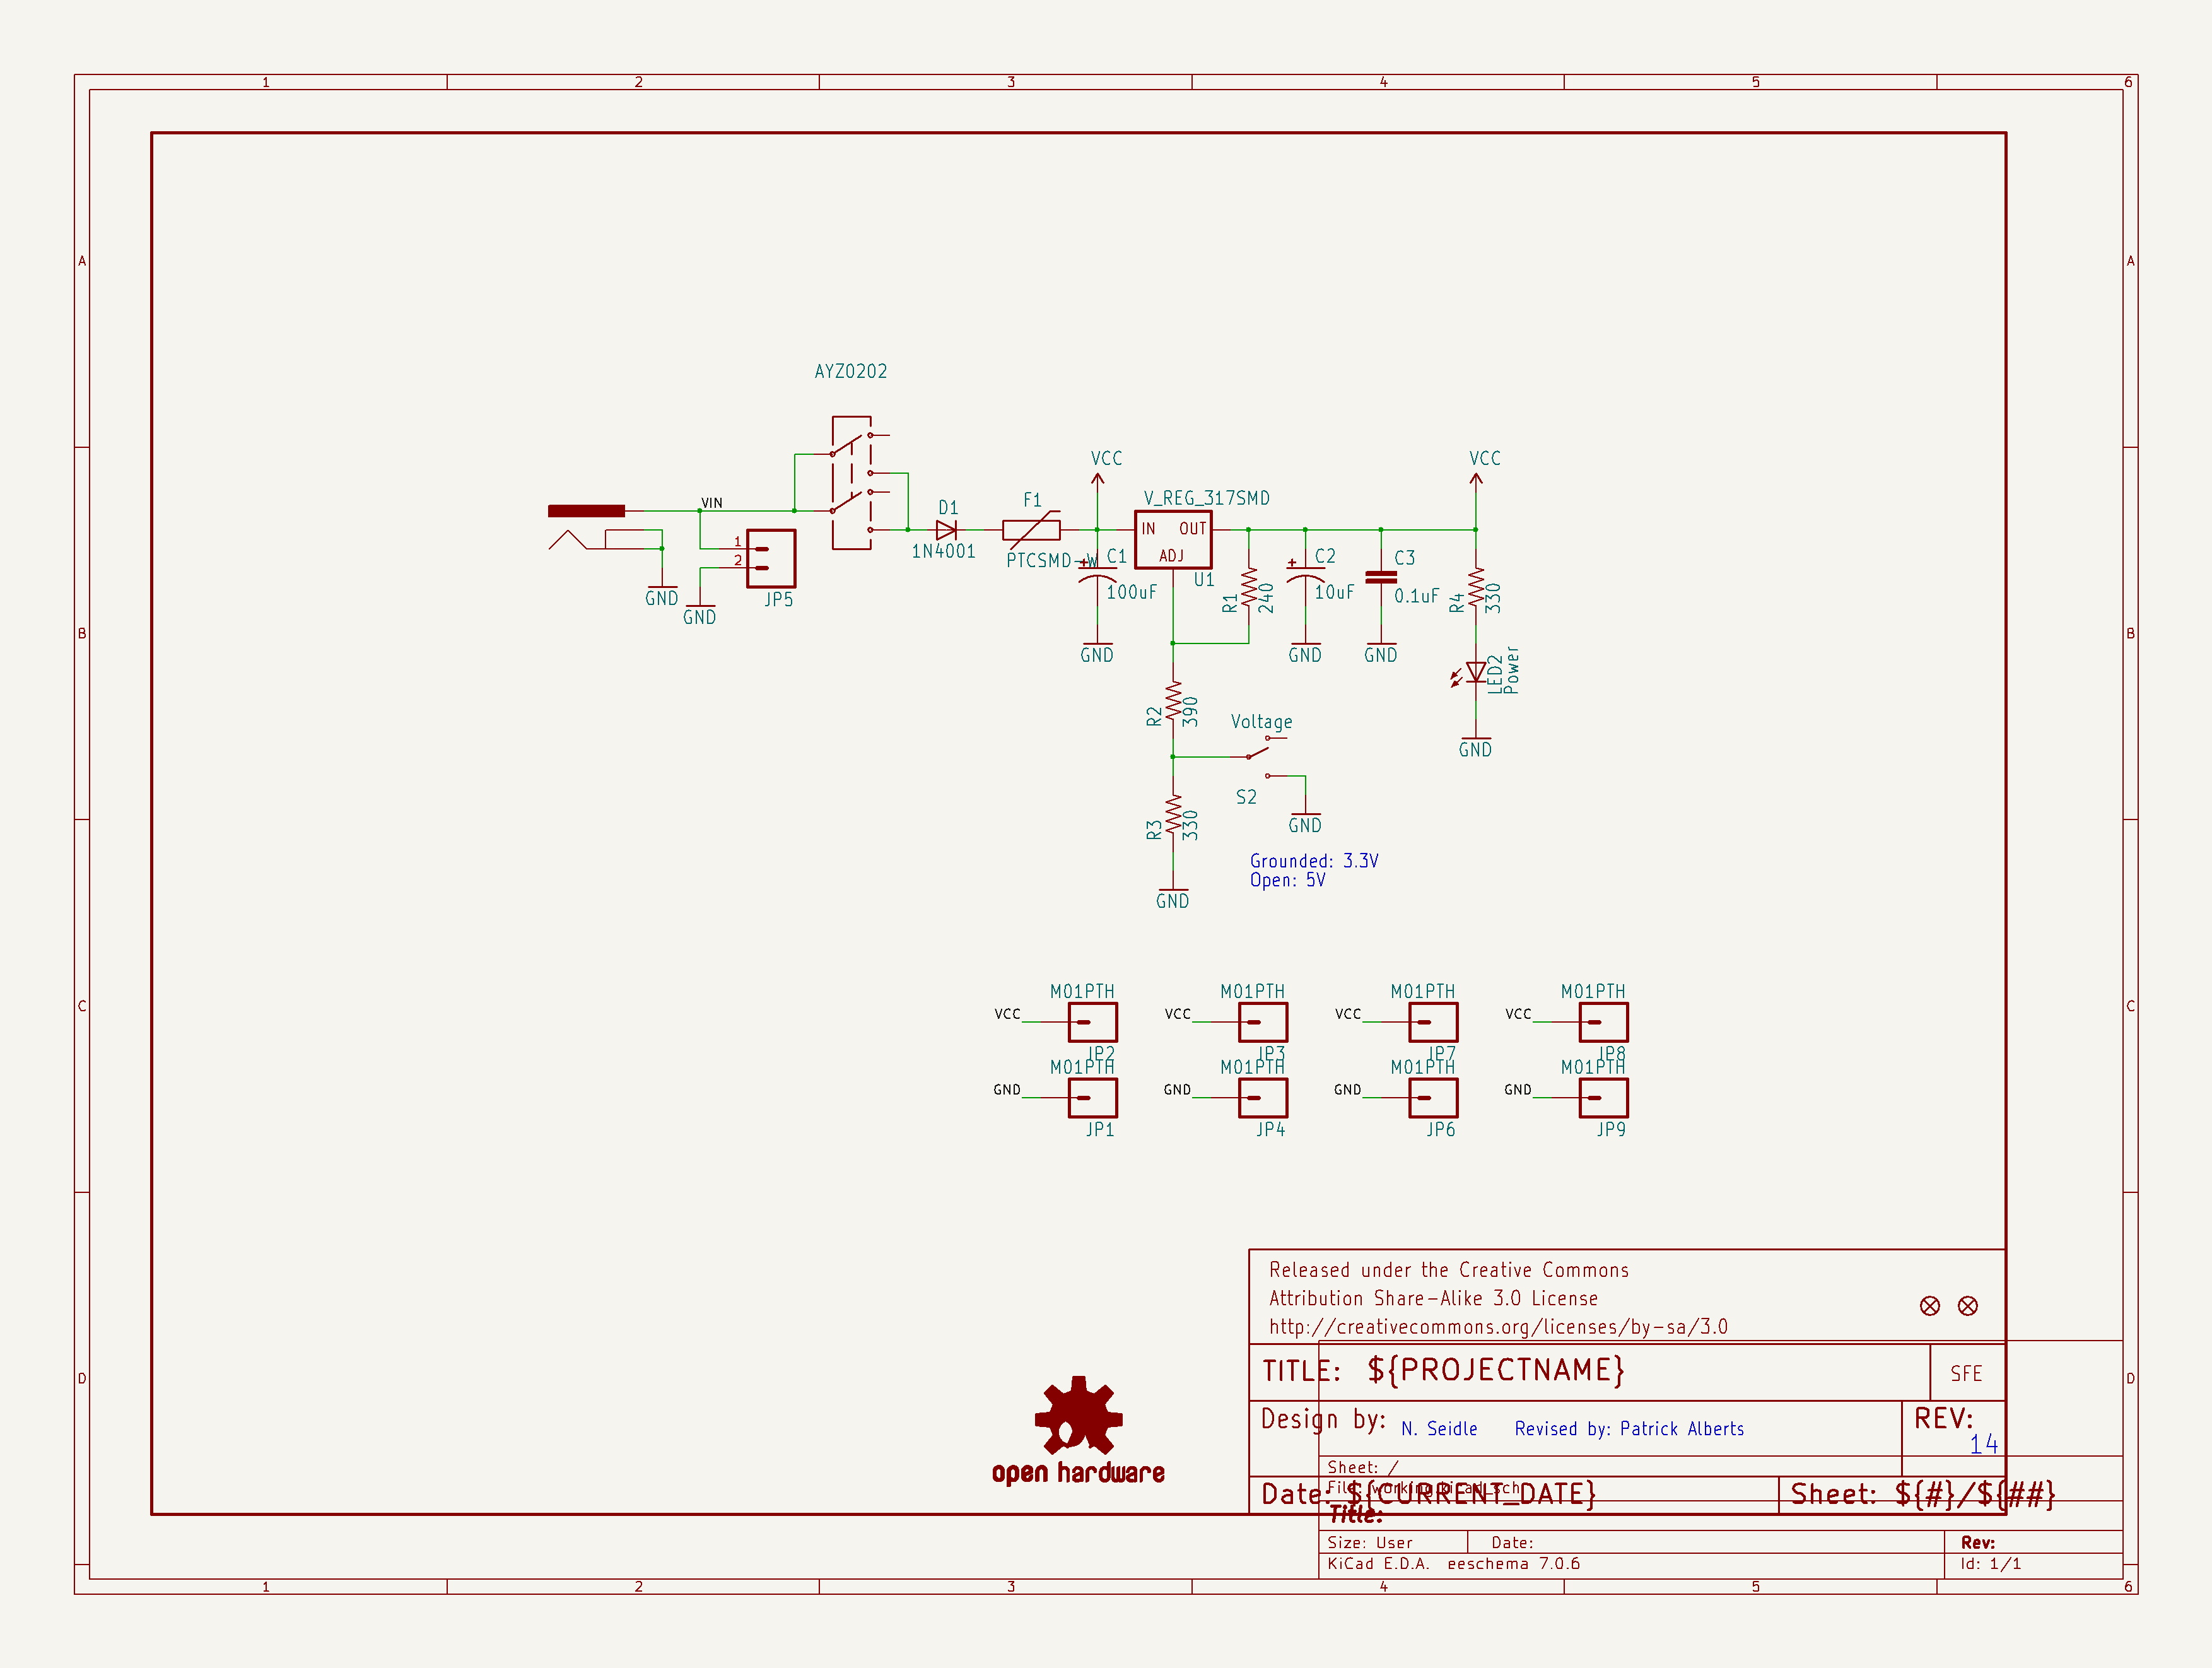 1 2 3 4 5 6
A A
AYZ0202
B B
VCC VCC
VIN
D1
1N4001
F1
PTCSMD-W
V_REG_317SMD
IN OUT
ADJ
U1
C1
100uF
R1
240
C2
10uF
C3
0.1uF
R4
330
1
2
JP5
GND
GND
GND
GND
GND
LED2
Power
GND
R2
390
Voltage
S2
GND
R3
330
GND
Grounded: 3.3V
Open: 5V
C C
M01PTH M01PTH M01PTH M01PTH
VCC VCC VCC VCC
JP2 JP3 JP7 JP8
M01PTH M01PTH M01PTH M01PTH
GND GND GND GND
JP1 JP4 JP6 JP9
D D
Released under the Creative Commons
Attribution Share-Alike 3.0 License
http://creativecommons.org/licenses/by-sa/3.0
TITLE: ${PROJECTNAME}
SFE
Design by: N. Seidle Revised by: Patrick Alberts
REV:
14
open hardware
Sheet: /
File: working.kicad_sch
Date: ${CURRENT_DATE}
Sheet: ${#}/${##}
Title:
Size: User Date: Rev:
KiCad E.D.A. eeschema 7.0.6 Id: 1/1
1 2 3 4 5 6